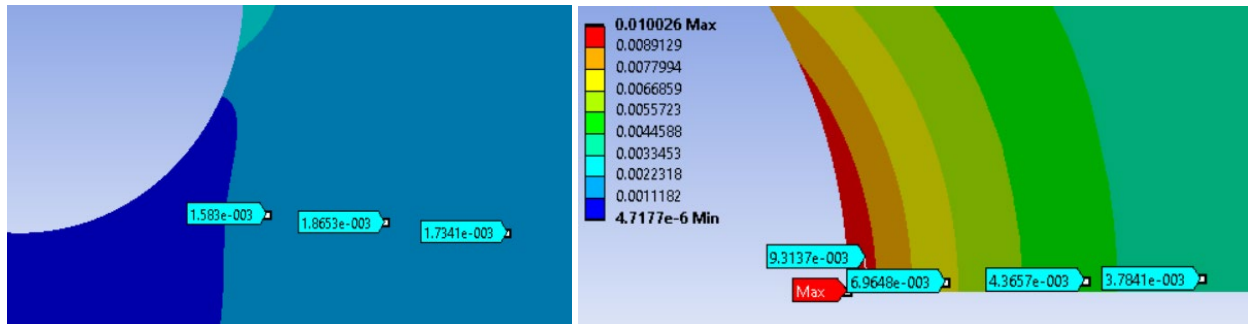 1.583e-003
1.8653e-003
1.7341e-003
0.010026 Max
0.0089129
0.0077994
0.0066859
0.0055723
0.0044588
0.0033453
0.0022318
0.0011182
4.7177e-6 Min
9.3137e-003
Max
6.9648e-003
4.3657e-003
3.7841e-003